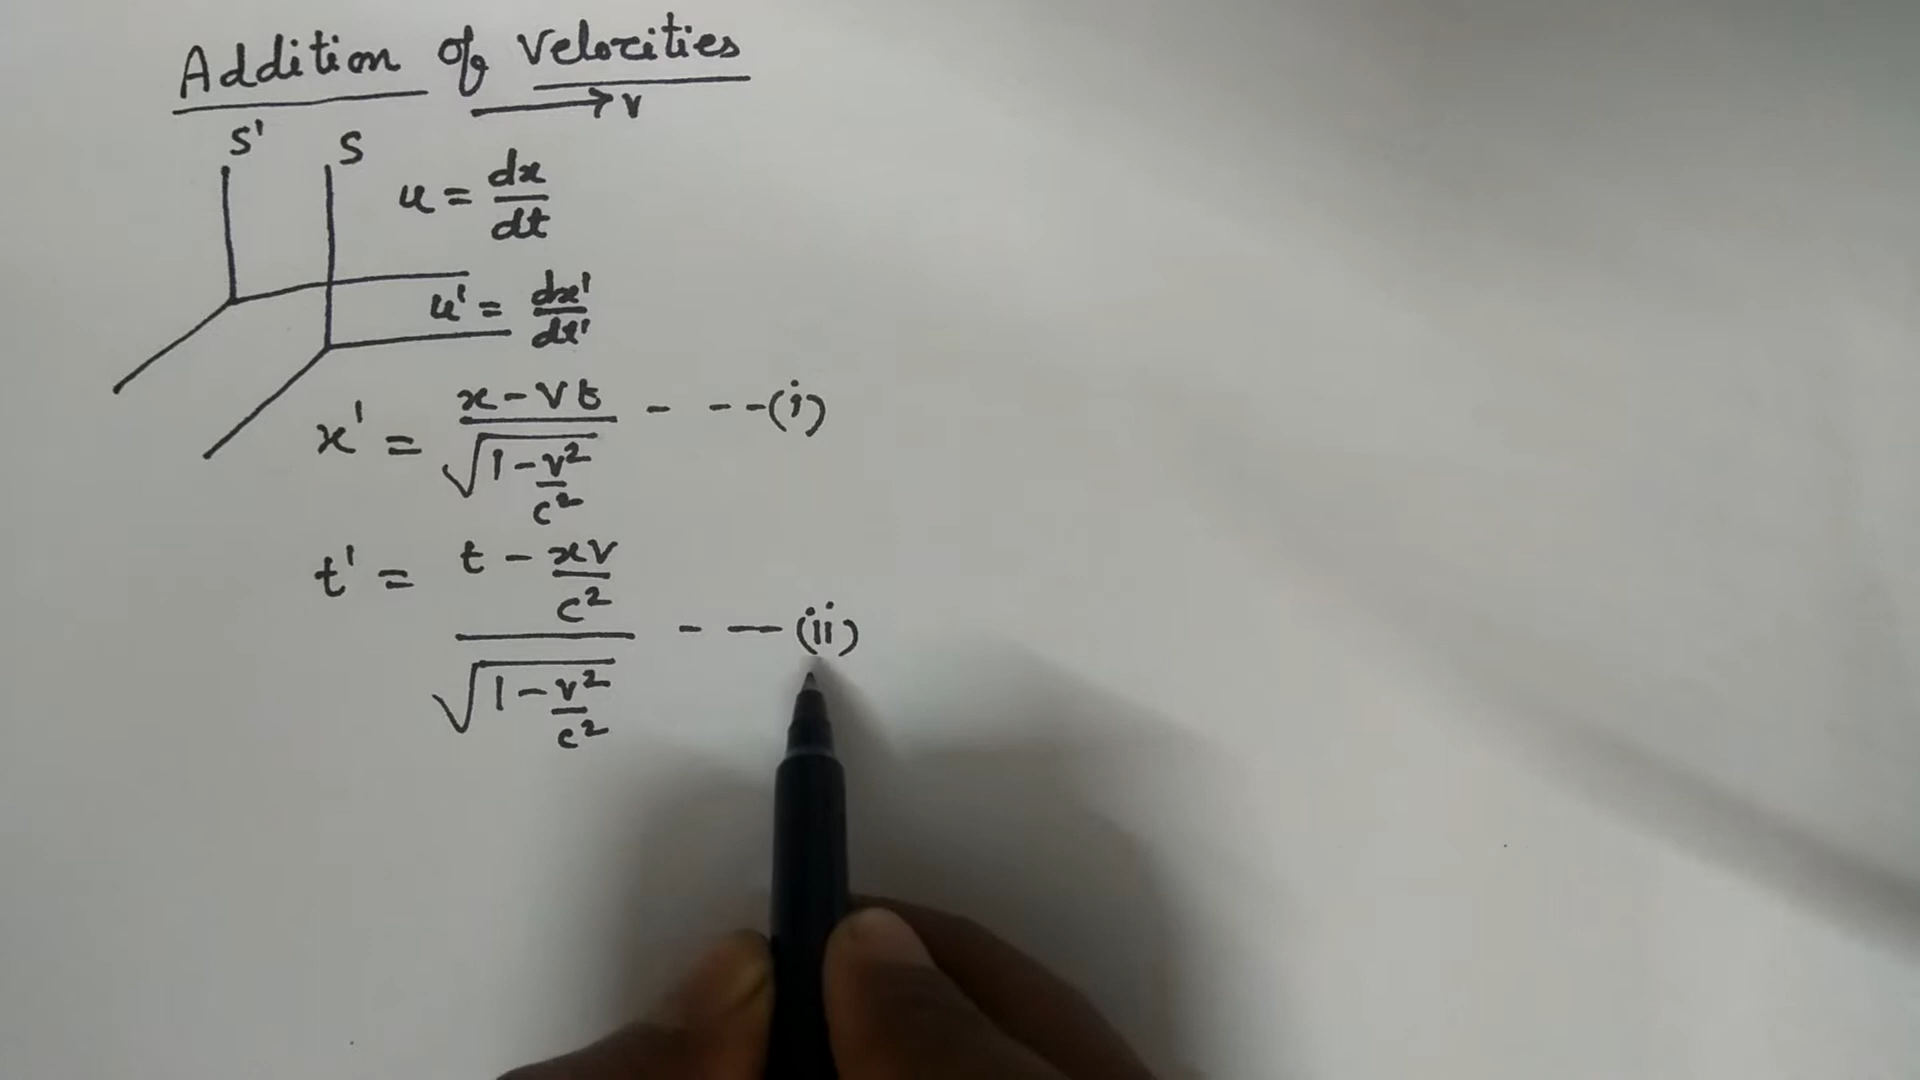 Addition of Velocities
→ v
S' S
u = dx/dt
u' = dx'/dt'
x' = x - vt / √1 - v²/c² - - - (i)
t' = t - xv/c² / √1 - v²/c² - — (ii)